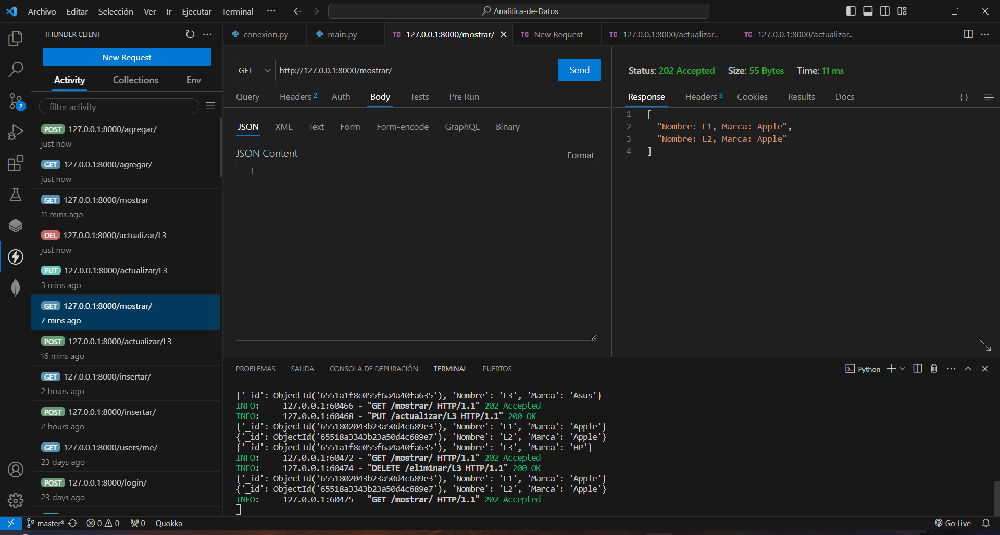 Archivo Editar Selección Ver Ir Ejecutar Terminal ··· Analitica-de-Datos
THUNDER CLIENT
New Request
Activity Collections Env
filter activity
POST 127.0.0.1:8000/agregar/
just now
GET 127.0.0.1:8000/agregar/
just now
GET 127.0.0.1:8000/mostrar
11 mins ago
DEL 127.0.0.1:8000/actualizar/L3
just now
PUT 127.0.0.1:8000/actualizar/L3
3 mins ago
GET 127.0.0.1:8000/mostrar/
7 mins ago
POST 127.0.0.1:8000/actualizar/L3
16 mins ago
GET 127.0.0.1:8000/insertar/
2 hours ago
POST 127.0.0.1:8000/insertar/
2 hours ago
GET 127.0.0.1:8000/users/me/
23 days ago
POST 127.0.0.1:8000/login/
23 days ago
2
conexion.py main.py TC 127.0.0.1:8000/mostrar/ TC New Request TC 127.0.0.1:8000/actualizar.. TC 127.0.0.1:8000/actualizar..
GET http://127.0.0.1:8000/mostrar/ Send
Query Headers 2 Auth Body Tests Pre Run
JSON XML Text Form Form-encode GraphQL Binary
JSON Content
Format
1
Status: 202 Accepted Size: 55 Bytes Time: 11 ms
Response Headers 5 Cookies Results Docs { }
1 [
2 "Nombre: L1, Marca: Apple",
3 "Nombre: L2, Marca: Apple"
4 ]
PROBLEMAS SALIDA CONSOLA DE DEPURACIÓN TERMINAL PUERTOS Python
{'_id': ObjectId('6551a1f8c055f6a4a40fa635'), 'Nombre': 'L3', 'Marca': 'Asus'}
INFO: 127.0.0.1:60466 - "GET /mostrar/ HTTP/1.1" 202 Accepted
INFO: 127.0.0.1:60468 - "PUT /actualizar/L3 HTTP/1.1" 200 OK
{'_id': ObjectId('6551802043b23a50d4c689e3'), 'Nombre': 'L1', 'Marca': 'Apple'}
{'_id': ObjectId('65518a3343b23a50d4c689e7'), 'Nombre': 'L2', 'Marca': 'Apple'}
{'_id': ObjectId('6551a1f8c055f6a4a40fa635'), 'Nombre': 'L3', 'Marca': 'HP'}
INFO: 127.0.0.1:60472 - "GET /mostrar/ HTTP/1.1" 202 Accepted
INFO: 127.0.0.1:60474 - "DELETE /eliminar/L3 HTTP/1.1" 200 OK
{'_id': ObjectId('6551802043b23a50d4c689e3'), 'Nombre': 'L1', 'Marca': 'Apple'}
{'_id': ObjectId('65518a3343b23a50d4c689e7'), 'Nombre': 'L2', 'Marca': 'Apple'}
INFO: 127.0.0.1:60475 - "GET /mostrar/ HTTP/1.1" 202 Accepted
master* 0 0 0 Quokka Go Live